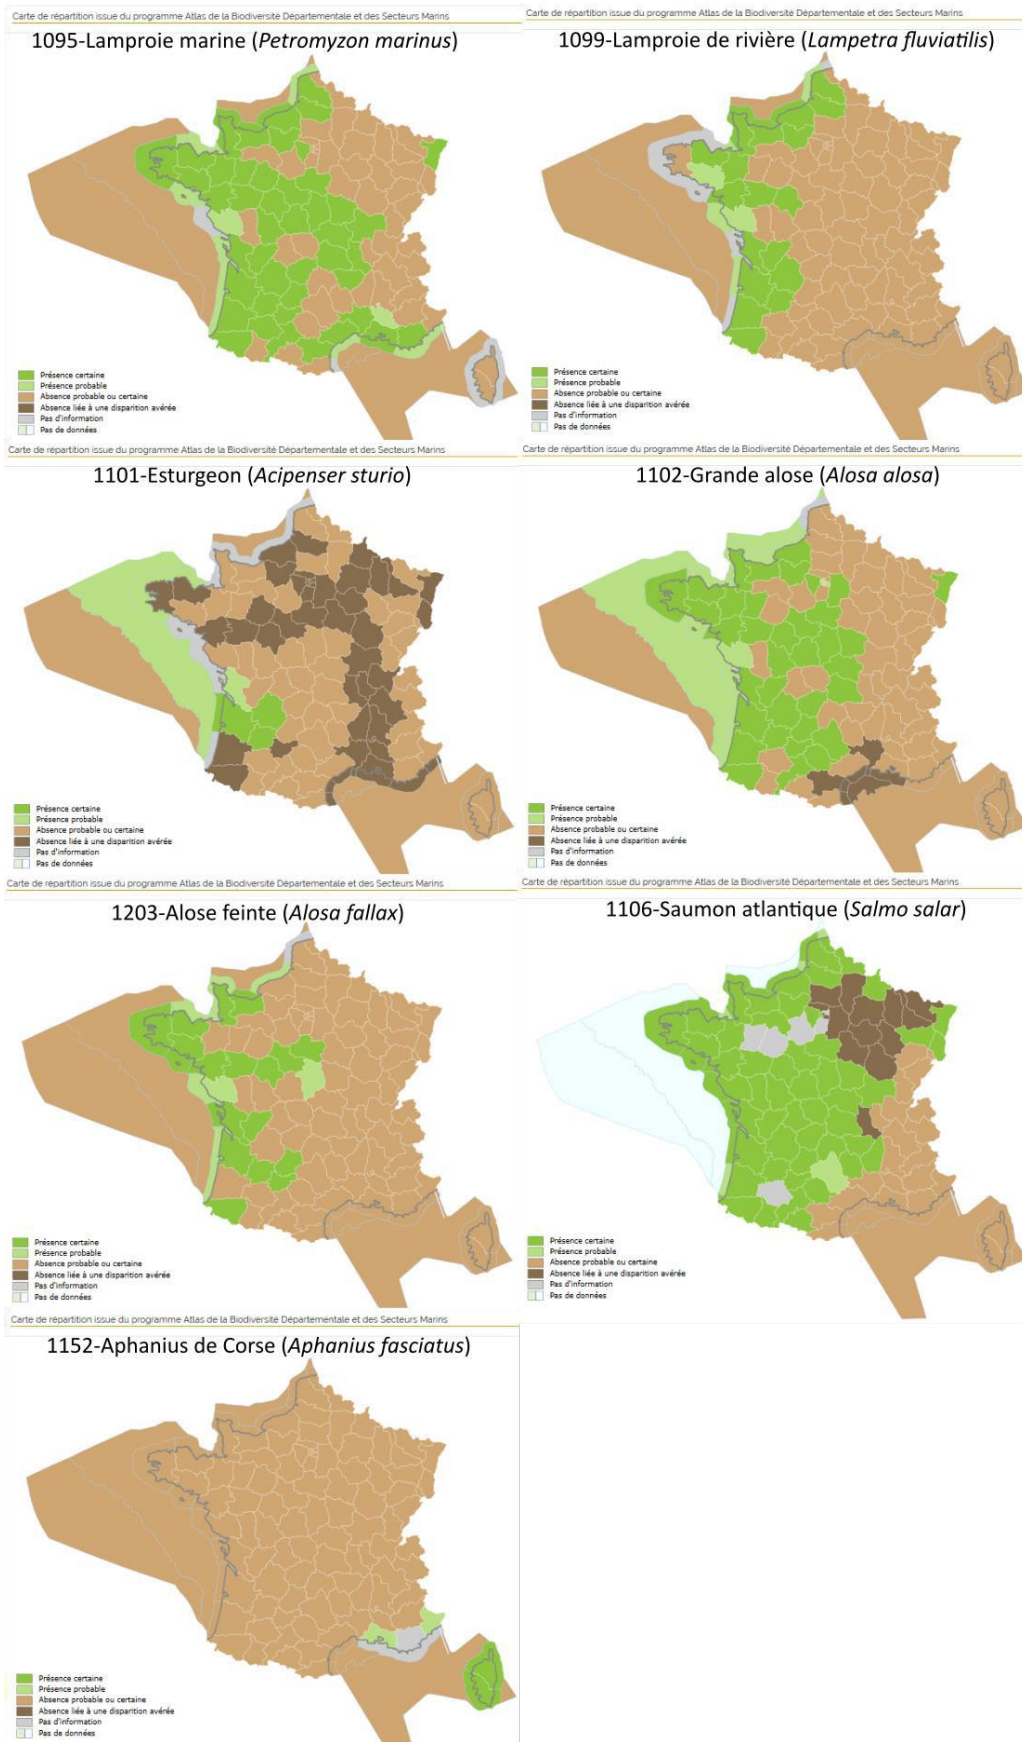 Carte de répartition issue du programme Atlas de la Biodiversité Départementale et des Secteurs Marins
1095-Lamproie marine (Petromyzon marinus)
Présence certaine
Présence probable
Absence probable ou certaine
Absence liée à une disparition avérée
Pas d'information
Pas de données
Carte de répartition issue du programme Atlas de la Biodiversité Départementale et des Secteurs Marins
1099-Lamproie de rivière (Lampetra fluviatilis)
Présence certaine
Présence probable
Absence probable ou certaine
Absence liée à une disparition avérée
Pas d'information
Pas de données
Carte de répartition issue du programme Atlas de la Biodiversité Départementale et des Secteurs Marins
1101-Esturgeon (Acipenser sturio)
Présence certaine
Présence probable
Absence probable ou certaine
Absence liée à une disparition avérée
Pas d'information
Pas de données
Carte de répartition issue du programme Atlas de la Biodiversité Départementale et des Secteurs Marins
1102-Grande alose (Alosa alosa)
Présence certaine
Présence probable
Absence probable ou certaine
Absence liée à une disparition avérée
Pas d'information
Pas de données
Carte de répartition issue du programme Atlas de la Biodiversité Départementale et des Secteurs Marins
1203-Alose feinte (Alosa fallax)
Présence certaine
Présence probable
Absence probable ou certaine
Absence liée à une disparition avérée
Pas d'information
Pas de données
Carte de répartition issue du programme Atlas de la Biodiversité Départementale et des Secteurs Marins
1106-Saumon atlantique (Salmo salar)
Présence certaine
Présence probable
Absence probable ou certaine
Absence liée à une disparition avérée
Pas d'information
Pas de données
Carte de répartition issue du programme Atlas de la Biodiversité Départementale et des Secteurs Marins
1152-Aphanius de Corse (Aphanius fasciatus)
Présence certaine
Présence probable
Absence probable ou certaine
Absence liée à une disparition avérée
Pas d'information
Pas de données